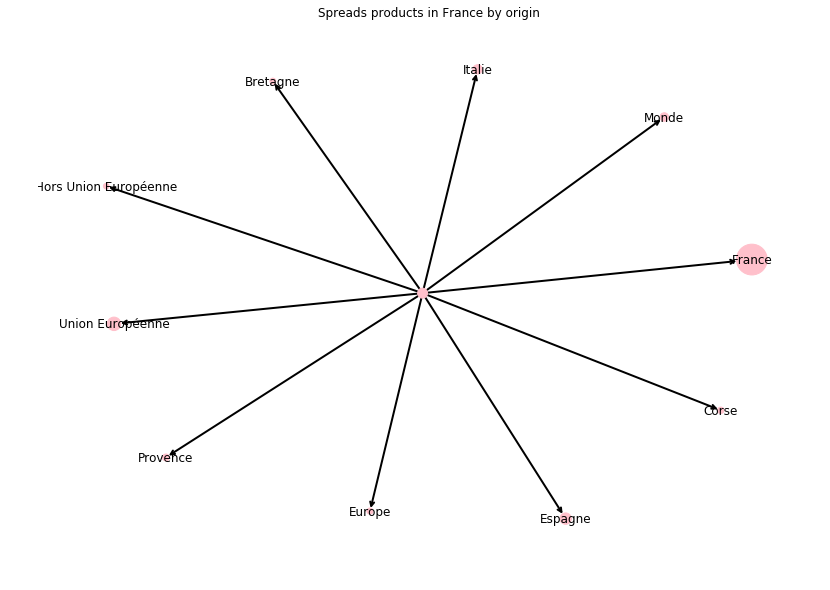 Spreads products in France by origin
Italie
Bretagne
Monde
Hors Union Européenne
France
Union Européenne
Corse
Provence
Europe
Espagne